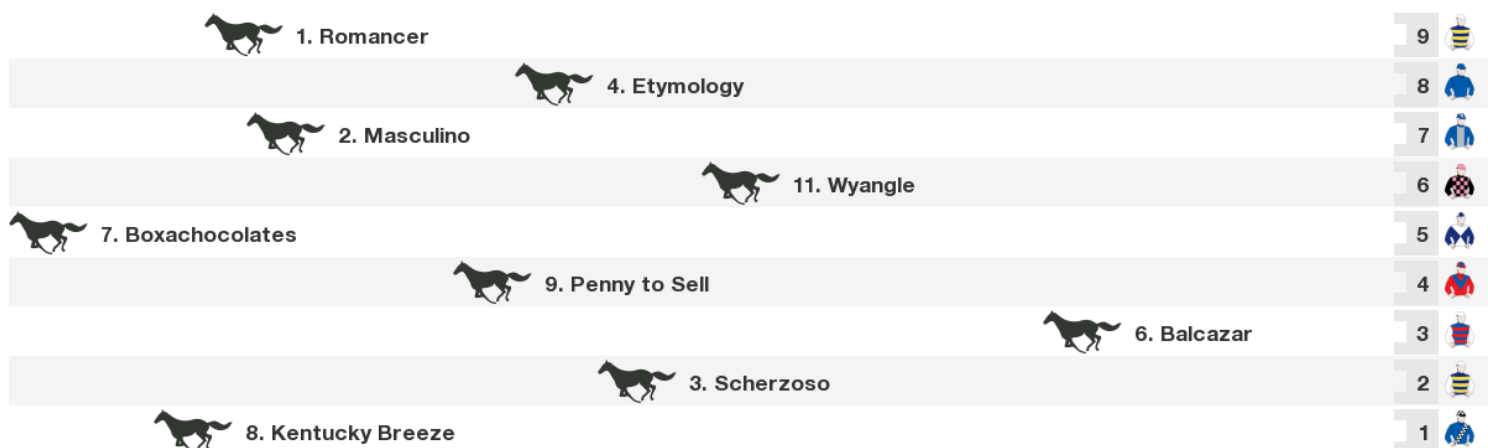 1. Romancer 9
4. Etymology 8
2. Masculino 7
11. Wyangle 6
7. Boxachocolates 5
9. Penny to Sell 4
6. Balcazar 3
3. Scherzoso 2
8. Kentucky Breeze 1